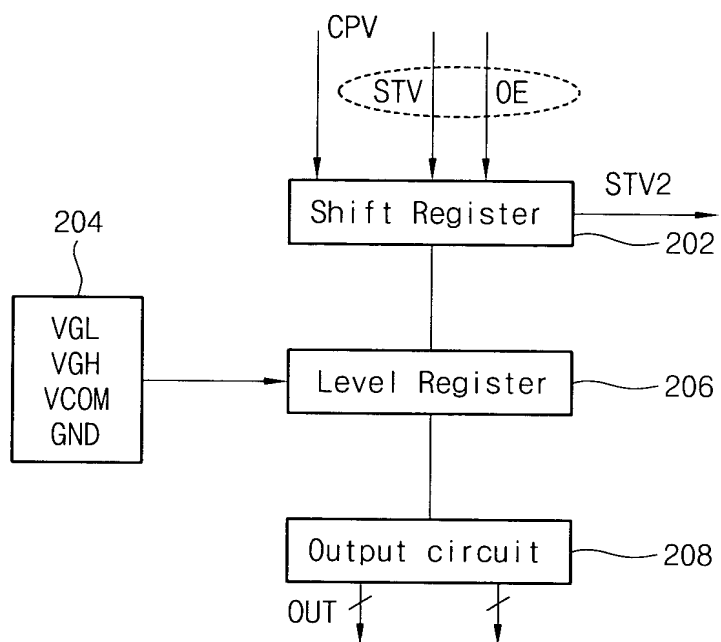 CPV
STV OE
STV2
Shift Register
202
204
VGL
VGH
VCOM
GND
Level Register
206
Output circuit
208
OUT